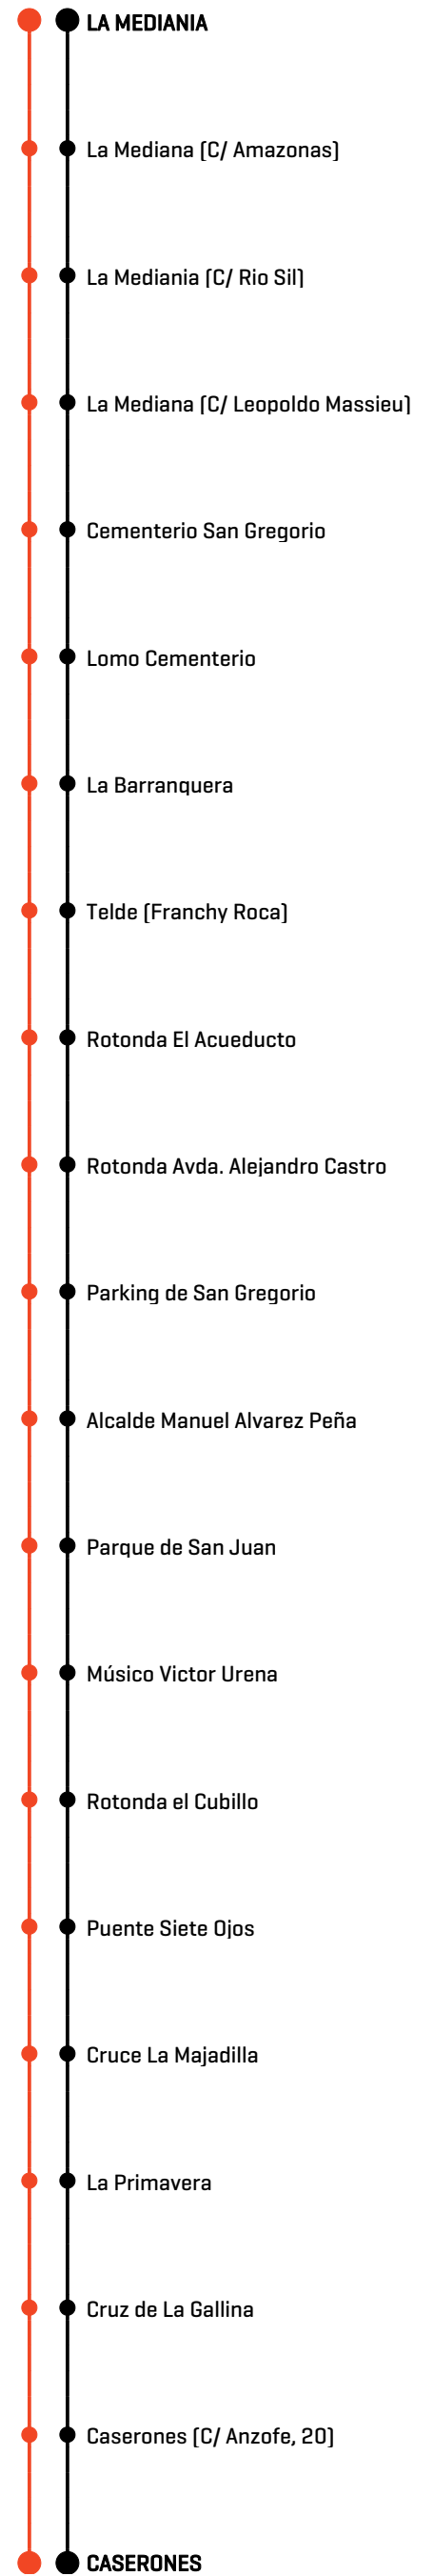 LA MEDIANIA
La Mediana (C/ Amazonas)
La Mediania (C/ Rio Sil)
La Mediana (C/ Leopoldo Massieu)
Cementerio San Gregorio
Lomo Cementerio
La Barranquera
Telde (Franchy Roca)
Rotonda El Acueducto
Rotonda Avda. Alejandro Castro
Parking de San Gregorio
Alcalde Manuel Alvarez Peña
Parque de San Juan
Músico Victor Urena
Rotonda el Cubillo
Puente Siete Ojos
Cruce La Majadilla
La Primavera
Cruz de La Gallina
Caserones (C/ Anzofe, 20)
CASERONES